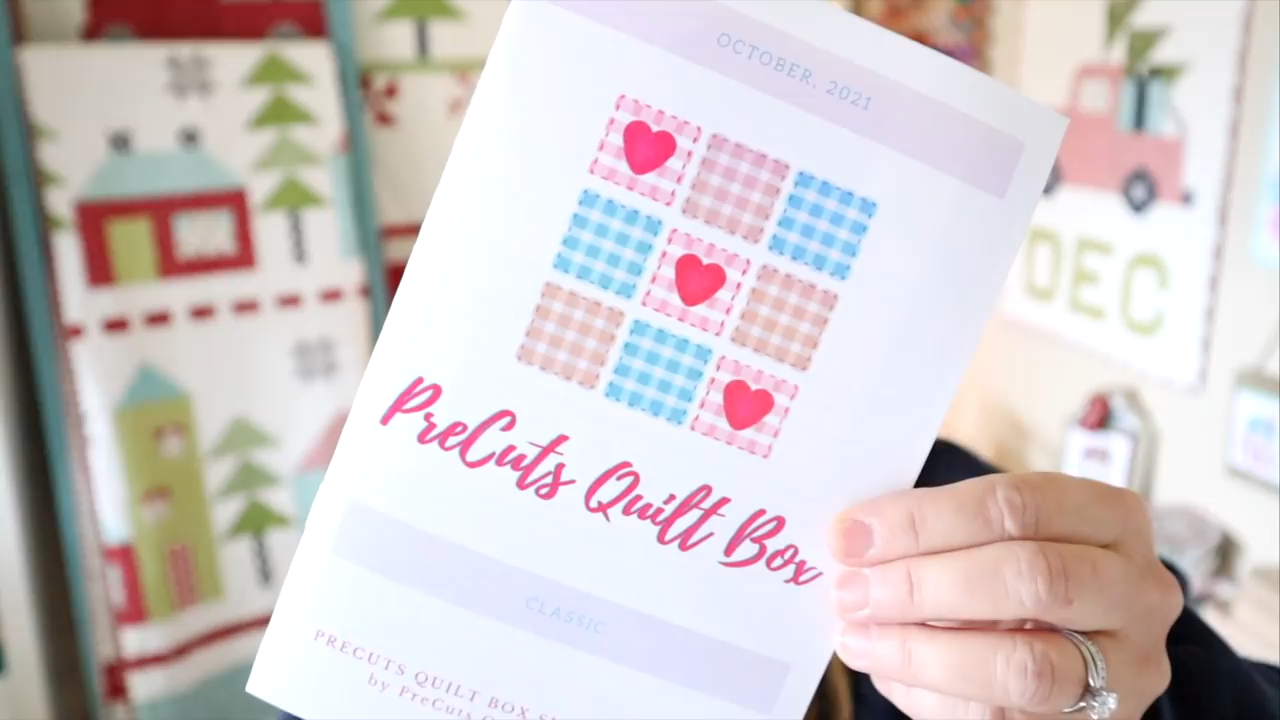 OCTOBER, 2021
PreCuts Quilt Box
CLASSIC
PRECUTS QUILT BOX
by PreCuts
DEC